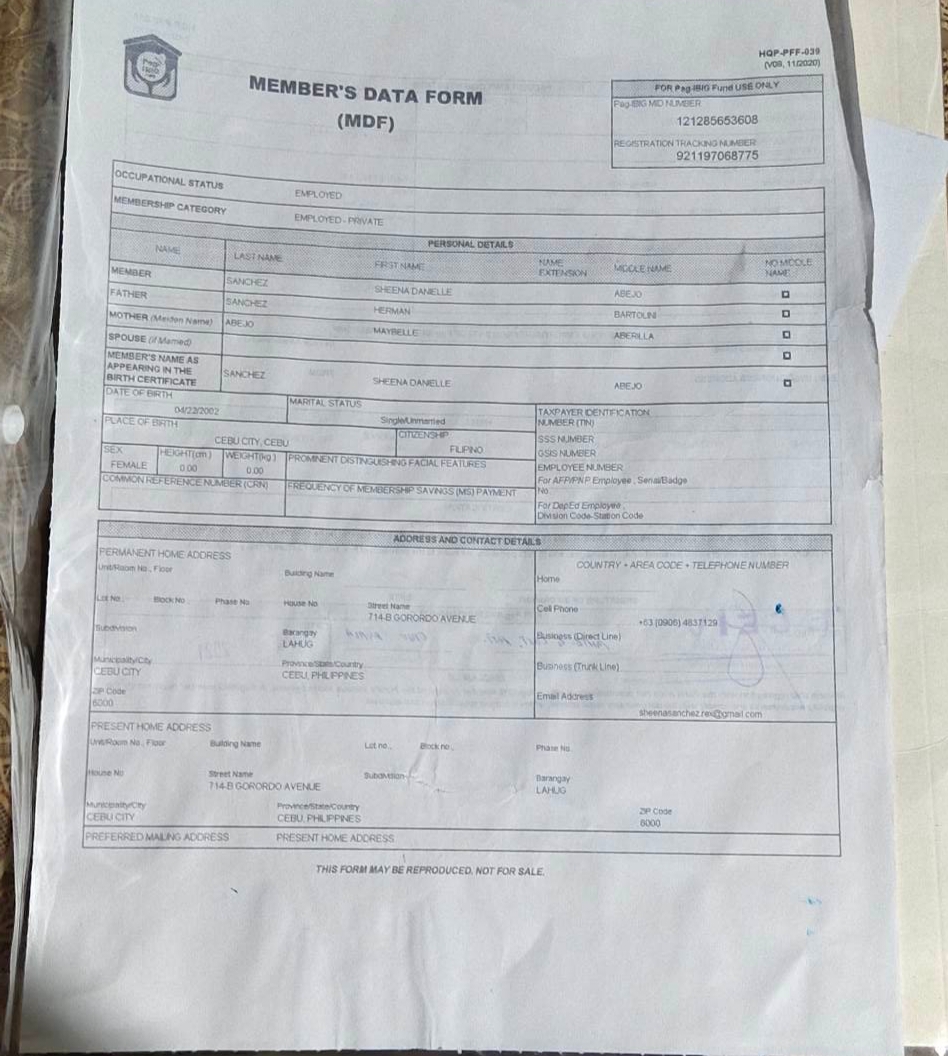 HQP-PFF-039
(V09, 11/2020)
Pag-IBIG
MEMBER'S DATA FORM
(MDF)
FOR Pag-IBIG Fund USE ONLY
Pag-IBIG MID NUMBER
121285653608
REGISTRATION TRACKING NUMBER
921197068775
OCCUPATIONAL STATUS EMPLOYED
MEMBERSHIP CATEGORY EMPLOYED - PRIVATE
PERSONAL DETAILS
NAME LAST NAME FIRST NAME NAME EXTENSION MIDDLE NAME NO MIDDLE NAME
MEMBER SANCHEZ SHEENA DANIELLE ABEJO
FATHER SANCHEZ HERMAN BARTOLINI
MOTHER (Maiden Name) ABEJO MAYBELLE ABERILLA
SPOUSE (if Married)
MEMBER'S NAME AS
APPEARING IN THE
BIRTH CERTIFICATE SANCHEZ SHEENA DANIELLE ABEJO
DATE OF BIRTH MARITAL STATUS TAXPAYER IDENTIFICATION
04/22/2002 Single/Unmarried NUMBER (TIN)
PLACE OF BIRTH CITIZENSHIP SSS NUMBER
CEBU CITY, CEBU FILIPINO GSIS NUMBER
SEX HEIGHT(cm) WEIGHT(kg) PROMINENT DISTINGUISHING FACIAL FEATURES EMPLOYEE NUMBER
FEMALE 0.00 0.00 For AFP/PNP Employee, Serial/Badge
COMMON REFERENCE NUMBER (CRN) FREQUENCY OF MEMBERSHIP SAVINGS (MS) PAYMENT No.
For DepEd Employee,
Division Code-Station Code
ADDRESS AND CONTACT DETAILS
PERMANENT HOME ADDRESS COUNTRY + AREA CODE + TELEPHONE NUMBER
Unit/Room No., Floor Building Name Home
Lot No. Block No. Phase No. House No. Street Name Cell Phone
714-B GORORDO AVENUE +63 (0906) 4837129
Subdivision Barangay Business (Direct Line)
LAHUG
Municipality/City Province/State/Country Business (Trunk Line)
CEBU CITY CEBU, PHILIPPINES
ZIP Code Email Address
6000 sheenasanchez.rex@gmail.com
PRESENT HOME ADDRESS
Unit/Room No., Floor Building Name Lot no., Block no., Phase No.
House No. Street Name Subdivision Barangay
714-B GORORDO AVENUE LAHUG
Municipality/City Province/State/Country ZIP Code
CEBU CITY CEBU, PHILIPPINES 6000
PREFERRED MAILING ADDRESS PRESENT HOME ADDRESS
THIS FORM MAY BE REPRODUCED. NOT FOR SALE.